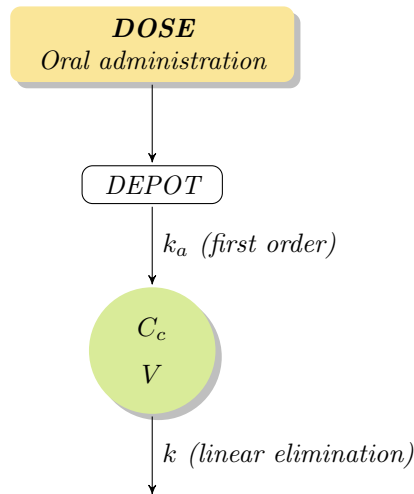 DOSE
Oral administration
DEPOT
k_a (first order)
C_c
V
k (linear elimination)